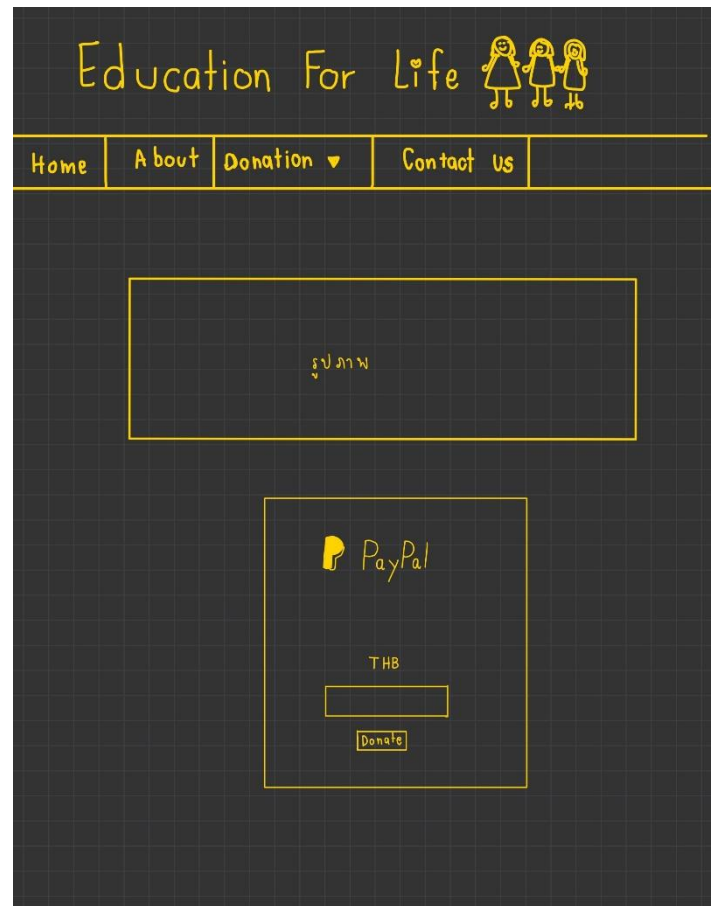 Education For Life
Home About Donation ▼ Contact Us
รูปภาพ
PayPal
THB
Donate